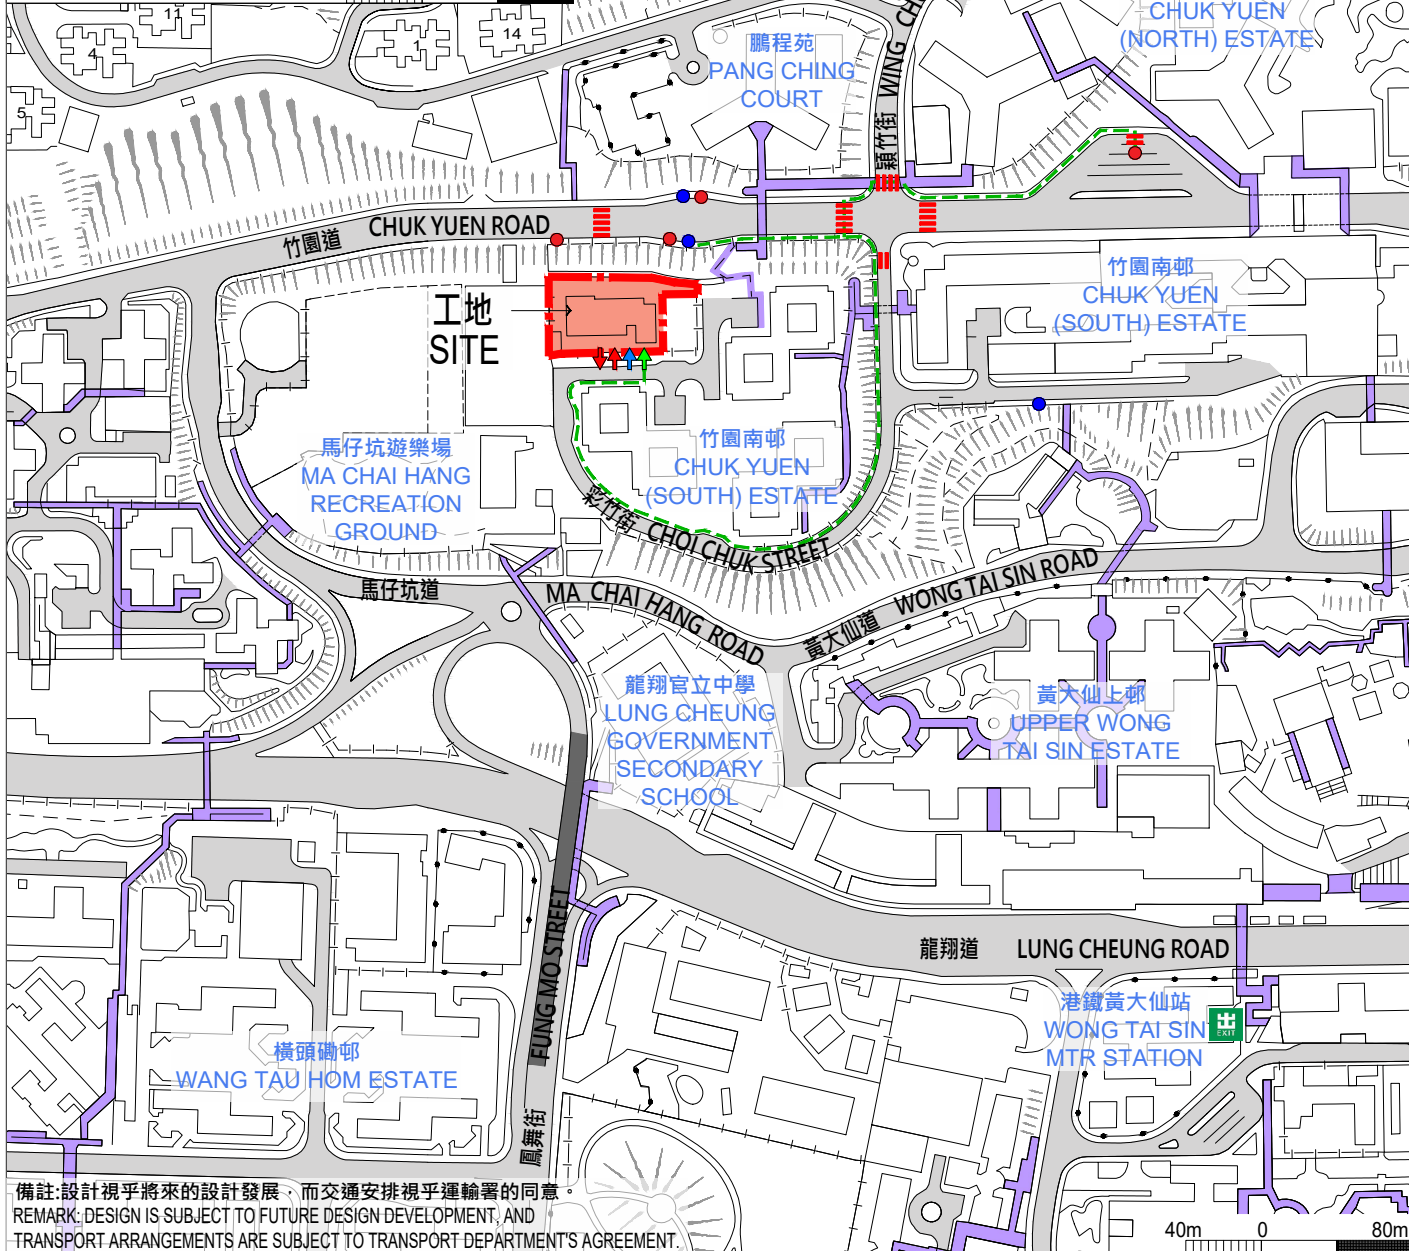 11
4
1
14
5
鵬程苑
PANG CHING
COURT
CHUK YUEN
(NORTH) ESTATE
穎竹街 WING CH
竹園道 CHUK YUEN ROAD
工地
SITE
竹園南邨
CHUK YUEN
(SOUTH) ESTATE
馬仔坑遊樂場
MA CHAI HANG
RECREATION
GROUND
竹園南邨
CHUK YUEN
(SOUTH) ESTATE
彩竹街 CHOI CHUK STREET
馬仔坑道 MA CHAI HANG ROAD
黃大仙道 WONG TAI SIN ROAD
龍翔官立中學
LUNG CHEUNG
GOVERNMENT
SECONDARY
SCHOOL
黃大仙上邨
UPPER WONG
TAI SIN ESTATE
龍翔道 LUNG CHEUNG ROAD
港鐵黃大仙站
WONG TAI SIN
MTR STATION
出
EXIT
橫頭磡邨
WANG TAU HOM ESTATE
FUNG MO STREET
鳳舞街
備註:設計視乎將來的設計發展，而交通安排視乎運輸署的同意。
REMARK: DESIGN IS SUBJECT TO FUTURE DESIGN DEVELOPMENT, AND
TRANSPORT ARRANGEMENTS ARE SUBJECT TO TRANSPORT DEPARTMENT'S AGREEMENT.
40m 0 80m